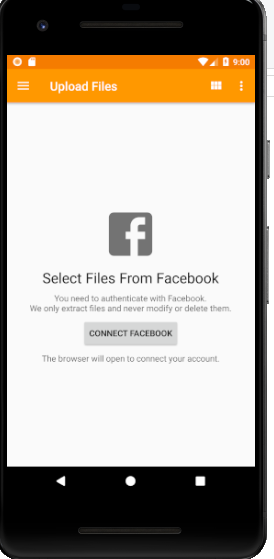 9:00
Upload Files
Select Files From Facebook
You need to authenticate with Facebook.
We only extract files and never modify or delete them.
CONNECT FACEBOOK
The browser will open to connect your account.